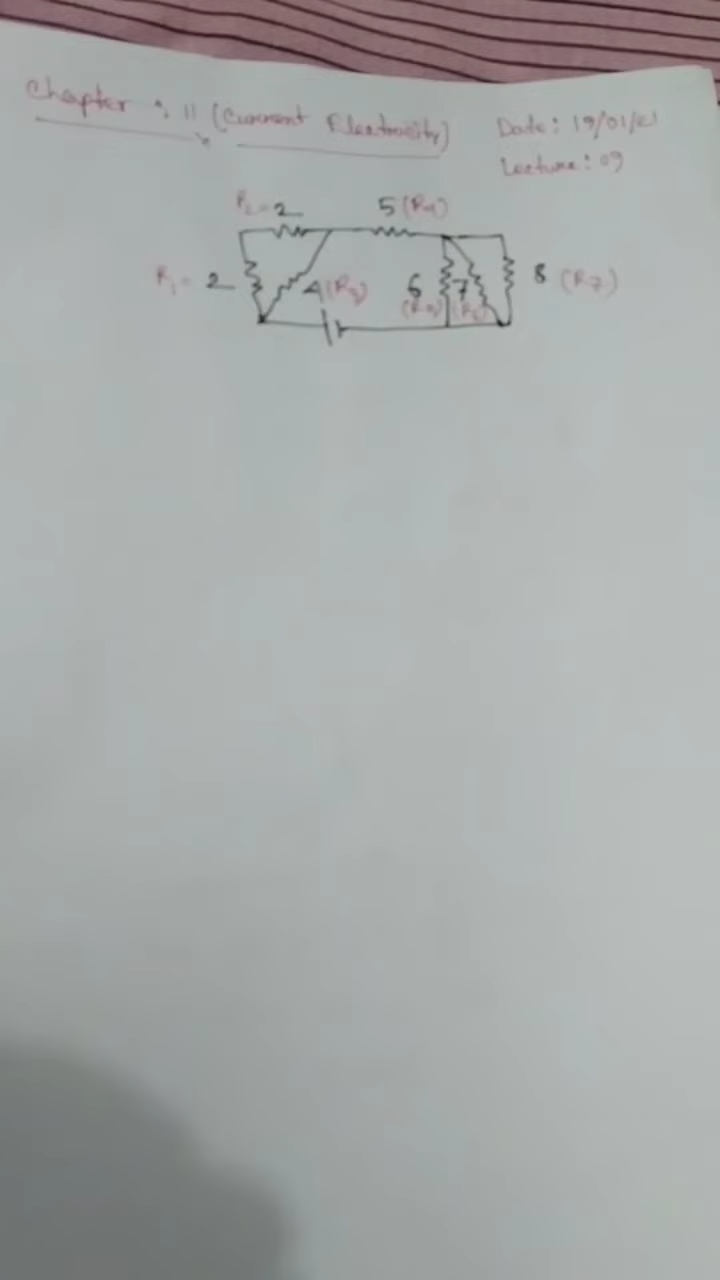 Chapter : 11 (Current Electricity)
Date: 19/01/21
Lecture: 09
R₂ = 2
5 (R₄)
R₁ = 2
4 (R₃)
6
7
8 (R₇)